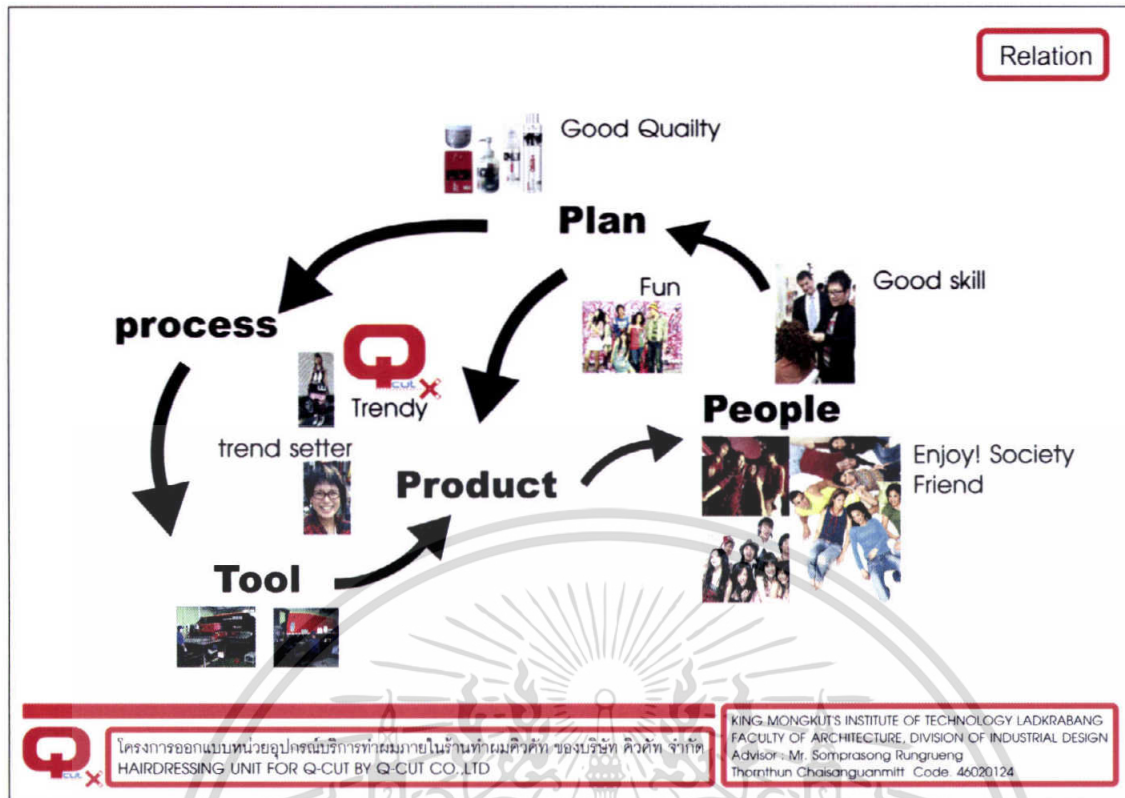 Relation
Good Quailty
Plan
Fun
Good skill
process
Q
cut X
Trendy
trend setter
People
Enjoy! Society
Friend
Product
Tool
Q
cut X
โครงการออกแบบหน่วยอุปกรณ์บริการทำผมภายในร้านทำผมคิวคัท ของบริษัท คิวคัท จำกัด
HAIRDRESSING UNIT FOR Q-CUT BY Q-CUT CO.,LTD
KING MONGKUT'S INSTITUTE OF TECHNOLOGY LADKRABANG
FACULTY OF ARCHITECTURE, DIVISION OF INDUSTRIAL DESIGN
Advisor : Mr. Somprasong Rungrueng
Thornthun Chaisanguanmitt Code. 46020124